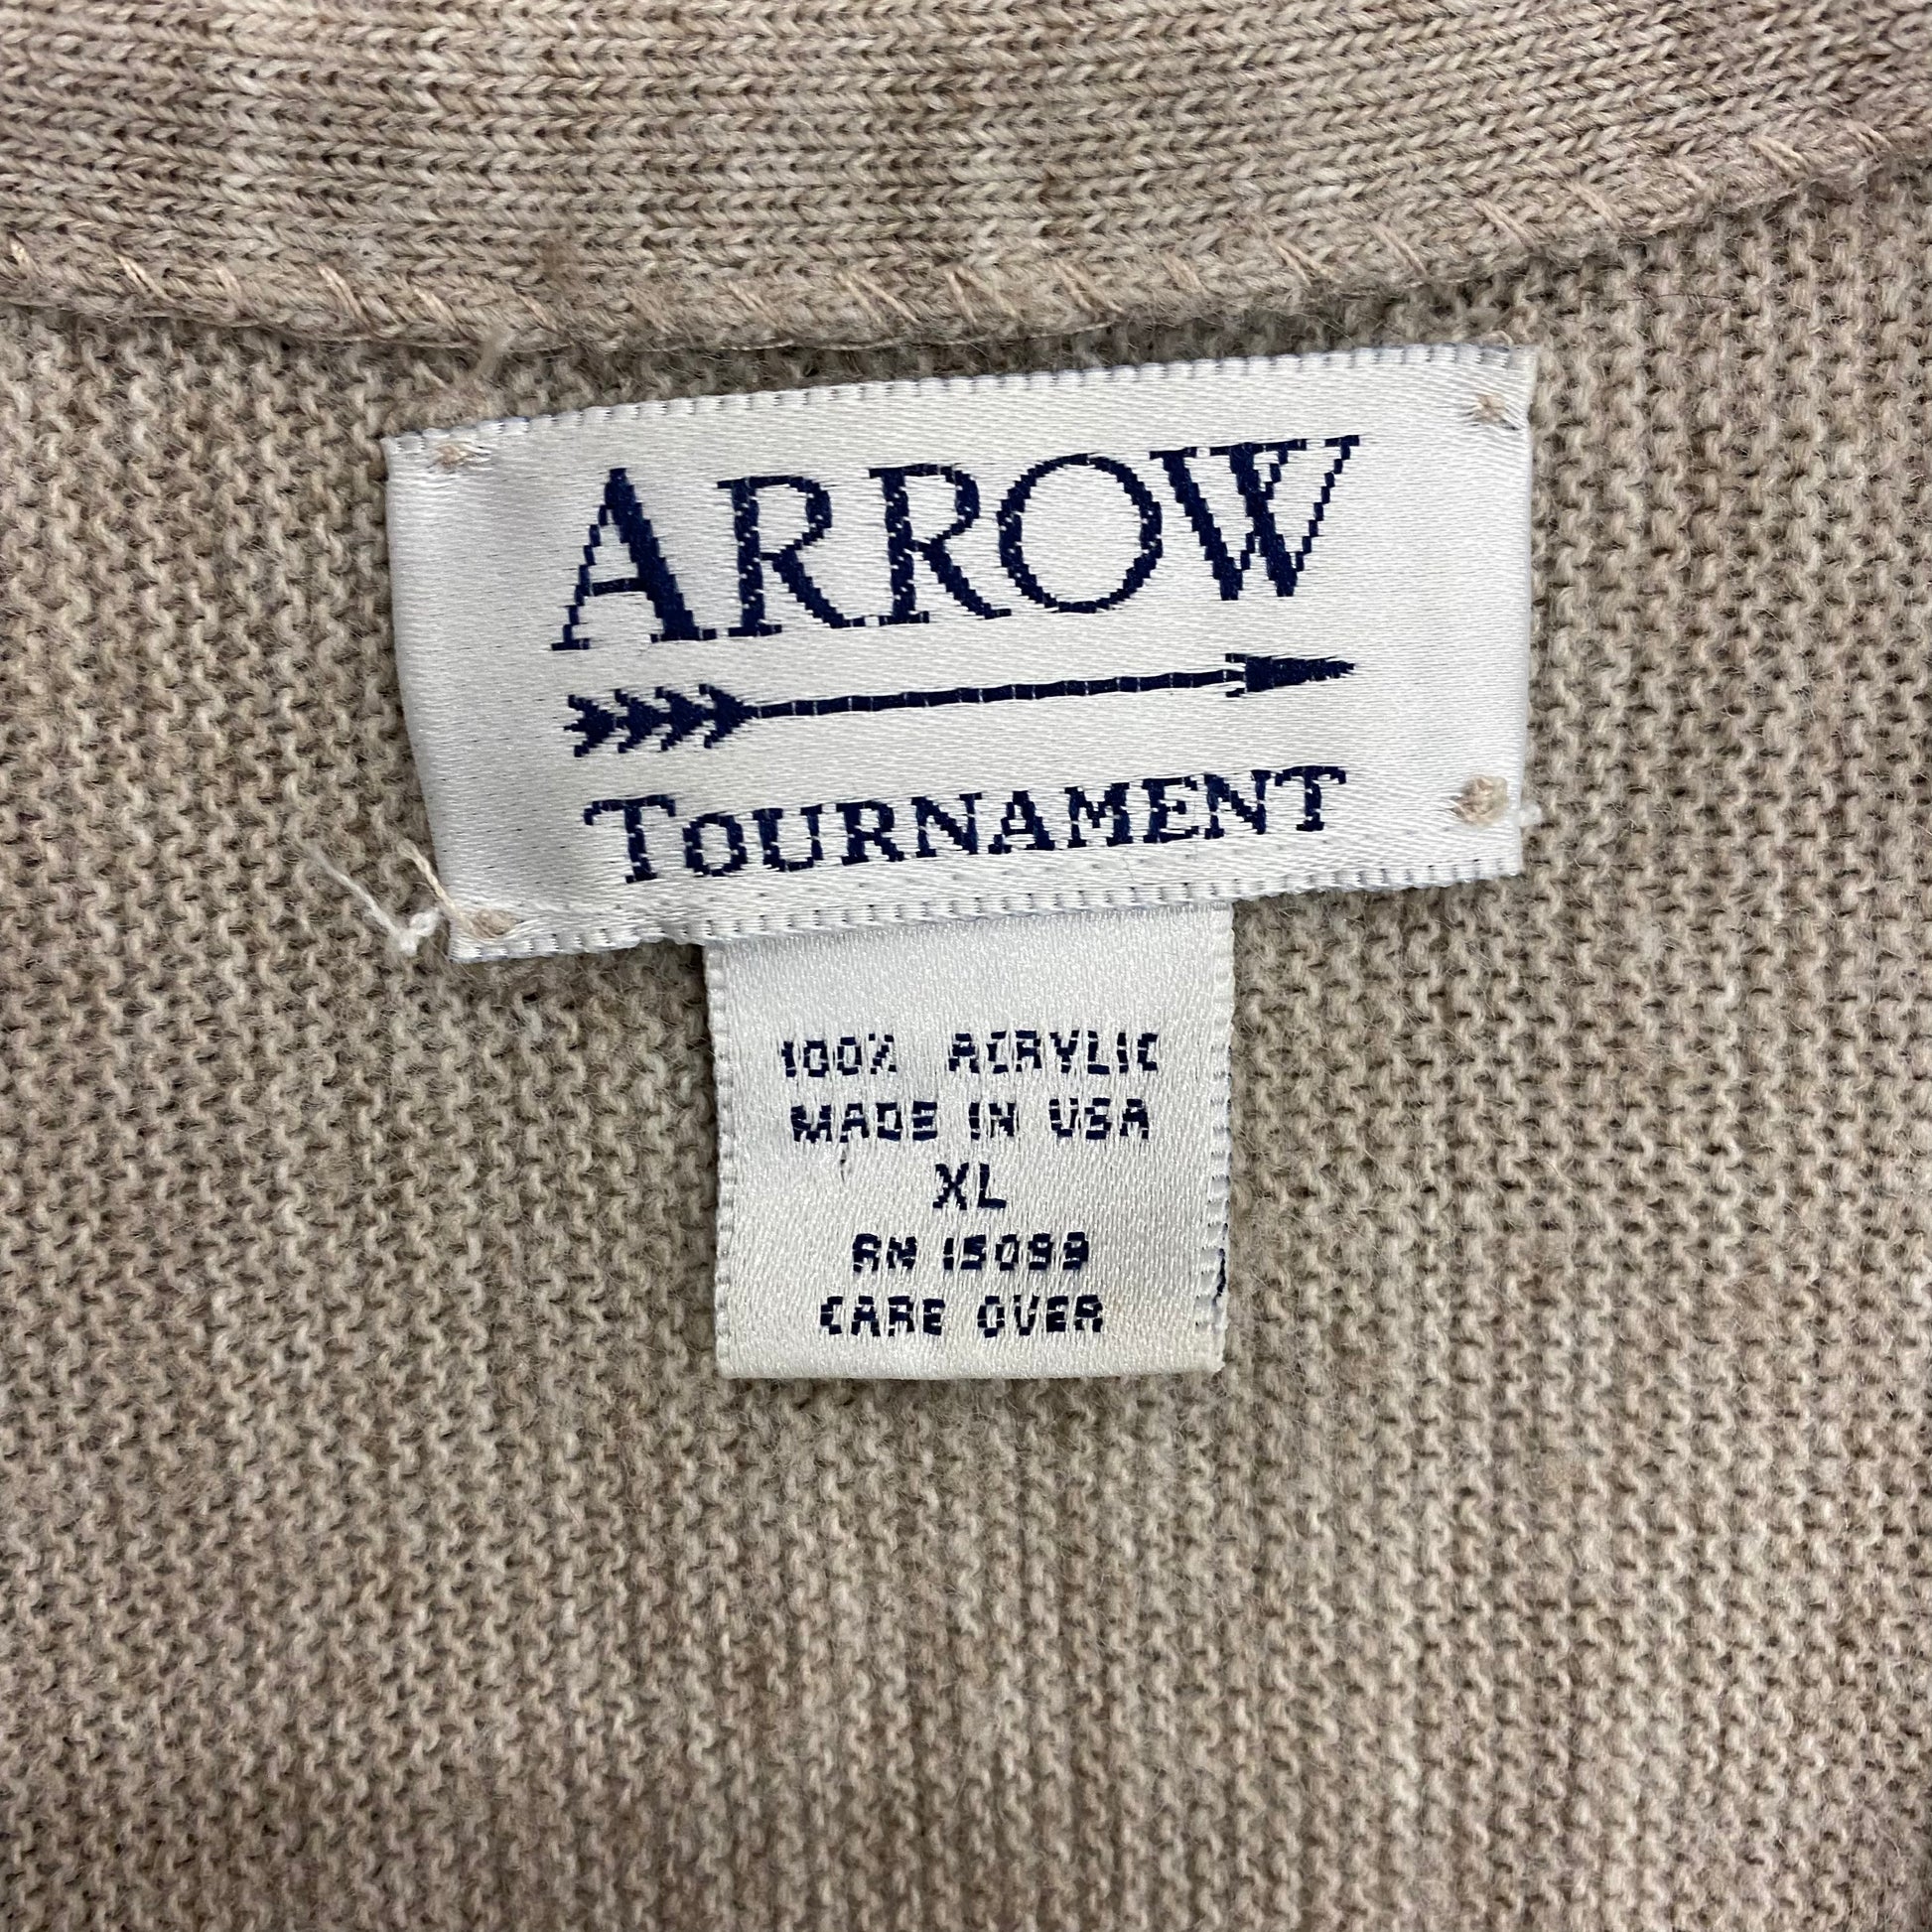 ARROW
TOURNAMENT
100% ACRYLIC
MADE IN USA
XL
RN 15099
CARE OVER